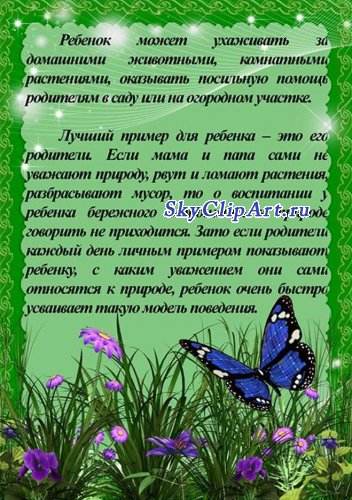 Ребенок может ухаживать за
домашними животными, комнатными
растениями, оказывать посильную помощь
родителям в саду или на огородном участке.
Лучший пример для ребенка – это его
родители. Если мама и папа сами не
уважают природу, рвут и ломают растения,
разбрасывают мусор, то о воспитании у
ребенка бережного
SkyClipArt.ru
говорить не приходится. Зато если родители
каждый день личным примером показывают
ребенку, с каким уважением они сами
относятся к природе, ребенок очень быстро
усваивает такую модель поведения.